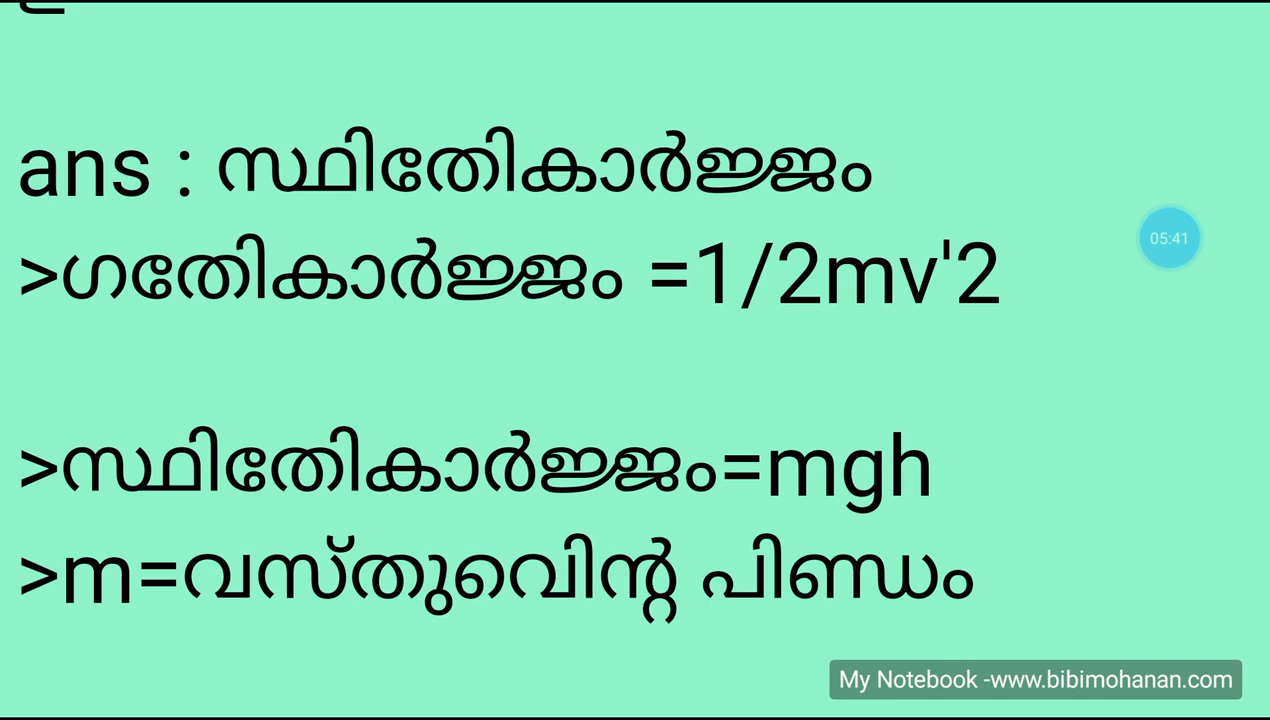 ans : സ്ഥിതികോർജ്ജം
>ഗതികോർജ്ജം =1/2mv'2
>സ്ഥിതികോർജ്ജം=mgh
>m=വസ്തുവിന്റെ പിണ്ഡം
05:41
My Notebook -www.bibimohanan.com